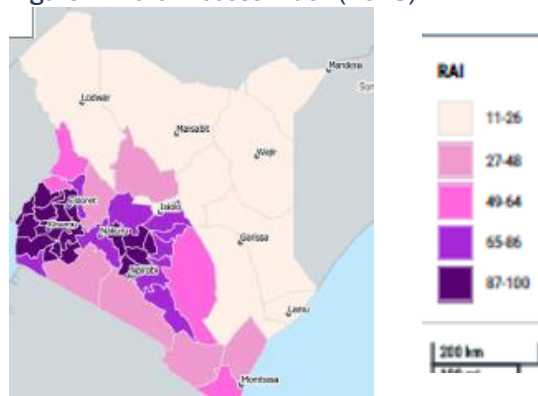 Mandera
Lodwar
Marsabit
Wajir
Eldoret
Isiolo
Kisumu
Nakuru
Garissa
Nairobi
Lamu
Mombasa
RAI
11-26
27-48
49-64
65-86
87-100
200 km